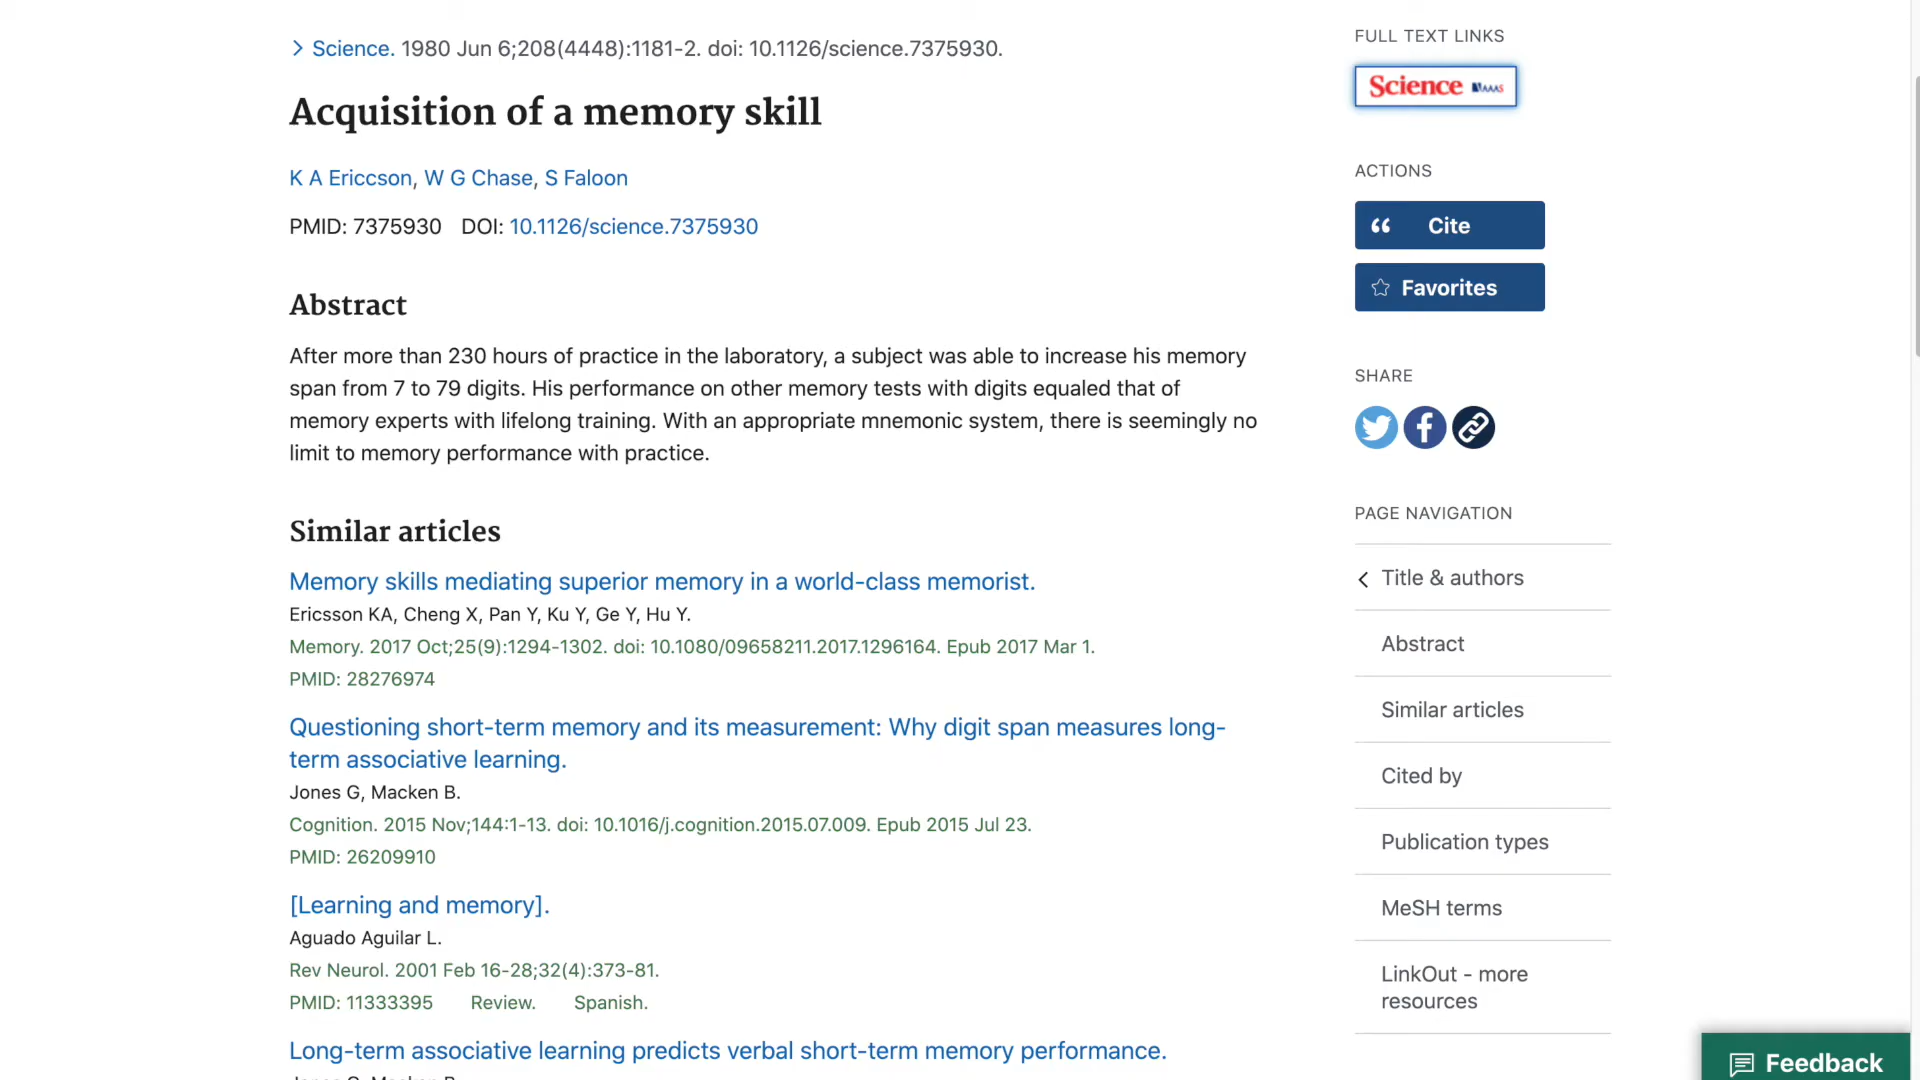 Science. 1980 Jun 6;208(4448):1181-2. doi: 10.1126/science.7375930.
Acquisition of a memory skill
K A Ericcson, W G Chase, S Faloon
PMID: 7375930 DOI: 10.1126/science.7375930
Abstract
After more than 230 hours of practice in the laboratory, a subject was able to increase his memory
span from 7 to 79 digits. His performance on other memory tests with digits equaled that of
memory experts with lifelong training. With an appropriate mnemonic system, there is seemingly no
limit to memory performance with practice.
Similar articles
Memory skills mediating superior memory in a world-class memorist.
Ericsson KA, Cheng X, Pan Y, Ku Y, Ge Y, Hu Y.
Memory. 2017 Oct;25(9):1294-1302. doi: 10.1080/09658211.2017.1296164. Epub 2017 Mar 1.
PMID: 28276974
Questioning short-term memory and its measurement: Why digit span measures long-
term associative learning.
Jones G, Macken B.
Cognition. 2015 Nov;144:1-13. doi: 10.1016/j.cognition.2015.07.009. Epub 2015 Jul 23.
PMID: 26209910
[Learning and memory].
Aguado Aguilar L.
Rev Neurol. 2001 Feb 16-28;32(4):373-81.
PMID: 11333395 Review. Spanish.
Long-term associative learning predicts verbal short-term memory performance.
FULL TEXT LINKS
Science AAAS
ACTIONS
Cite
Favorites
SHARE
PAGE NAVIGATION
Title & authors
Abstract
Similar articles
Cited by
Publication types
MeSH terms
LinkOut - more
resources
Feedback